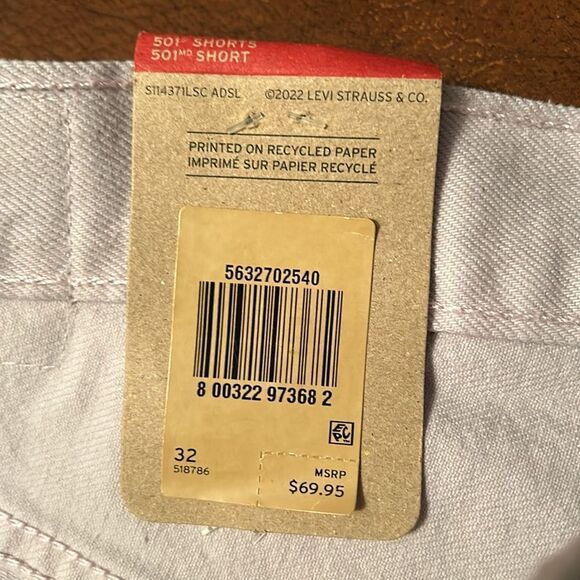 501® SHORTS
501ᴹᴰ SHORT
S114371LSC ADSL ©2022 LEVI STRAUSS & CO.
PRINTED ON RECYCLED PAPER
IMPRIMÉ SUR PAPIER RECYCLÉ
5632702540
8 00322 97368 2
32
518786
MSRP
$69.95